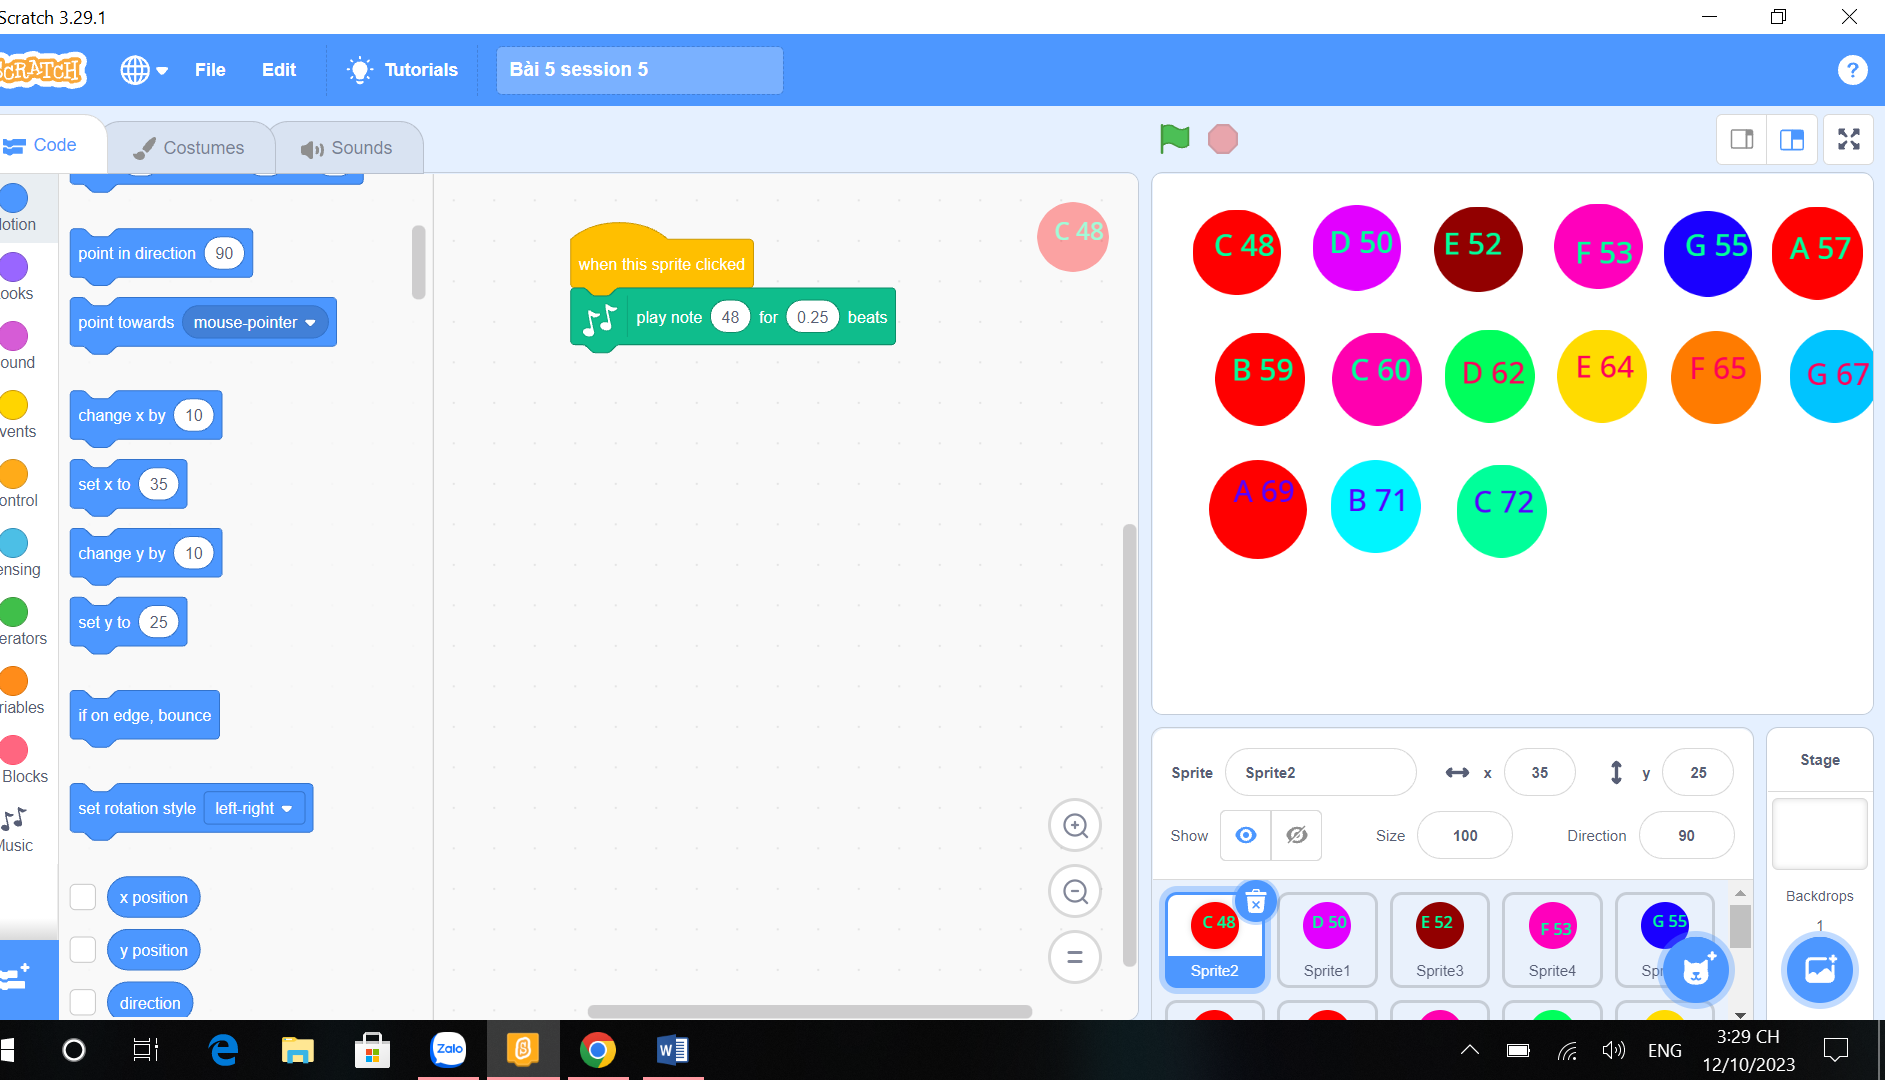 Scratch 3.29.1
SCRATCH
File
Edit
Tutorials
Bài 5 session 5
?
Code
Costumes
Sounds
otion
ooks
ound
vents
ontrol
ensing
erators
riables
Blocks
Music
point in direction 90
point towards mouse-pointer
change x by 10
set x to 35
change y by 10
set y to 25
if on edge, bounce
set rotation style left-right
x position
y position
direction
when this sprite clicked
play note 48 for 0.25 beats
C 48
C 48
D 50
E 52
F 53
G 55
A 57
B 59
C 60
D 62
E 64
F 65
G 67
A 69
B 71
C 72
Sprite Sprite2 x 35 y 25
Show Size 100 Direction 90
C 48
D 50
E 52
F 53
G 55
Sprite2
Sprite1
Sprite3
Sprite4
Spr
Stage
Backdrops
1
Zalo
ENG
3:29 CH
12/10/2023